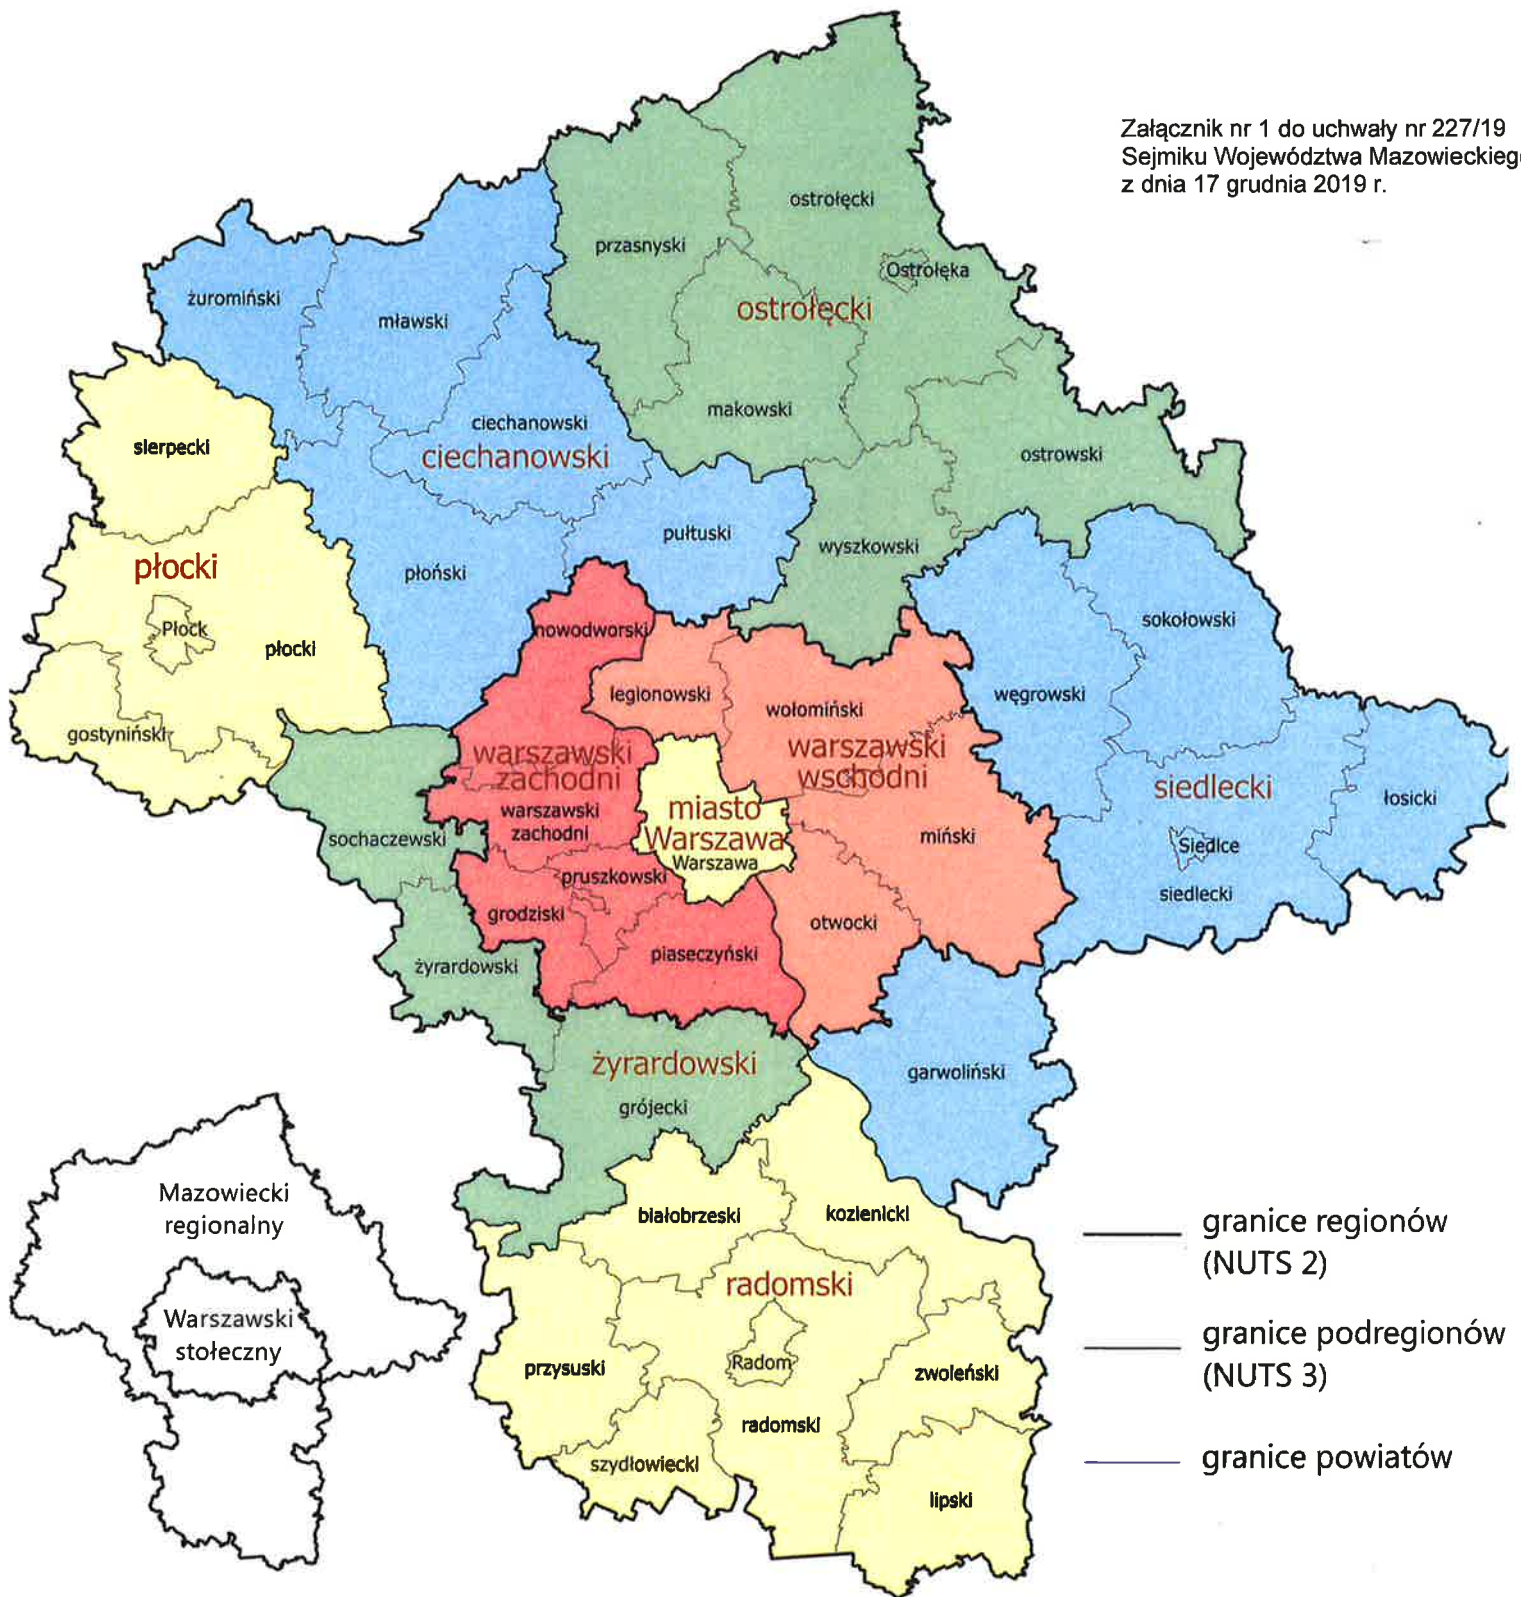 Załącznik nr 1 do uchwały nr 227/19
Sejmiku Województwa Mazowieckiego
z dnia 17 grudnia 2019 r.
ostrołęcki
przasnyski
Ostrołęka
żuromiński
mławski
ostrołęcki
makowski
ciechanowski
sierpecki
ciechanowski
ostrowski
pułtuski
wyszkowski
płocki
płoński
Płock
płocki
nowodworski
sokołowski
legionowski
wołomiński
węgrowski
gostyniński
warszawski
zachodni
warszawski
wschodni
miasto
Warszawa
Warszawa
siedlecki
łosicki
warszawski
zachodni
sochaczewski
miński
Siedlce
siedlecki
pruszkowski
grodziski
otwocki
piaseczyński
żyrardowski
żyrardowski
garwoliński
grójecki
Mazowiecki
regionalny
białobrzeski
kozienicki
granice regionów
(NUTS 2)
radomski
Warszawski
stołeczny
granice podregionów
(NUTS 3)
przysuski
Radom
zwoleński
radomski
szydłowiecki
granice powiatów
lipski